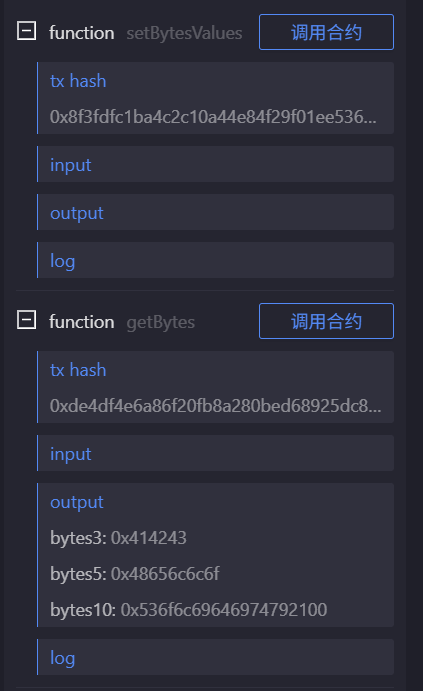 function setBytesValues 调用合约
tx hash
0x8f3fdfc1ba4c2c10a44e84f29f01ee536...
input
output
log
function getBytes 调用合约
tx hash
0xde4df4e6a86f20fb8a280bed68925dc8...
input
output
bytes3: 0x414243
bytes5: 0x48656c6c6f
bytes10: 0x536f6c69646974792100
log